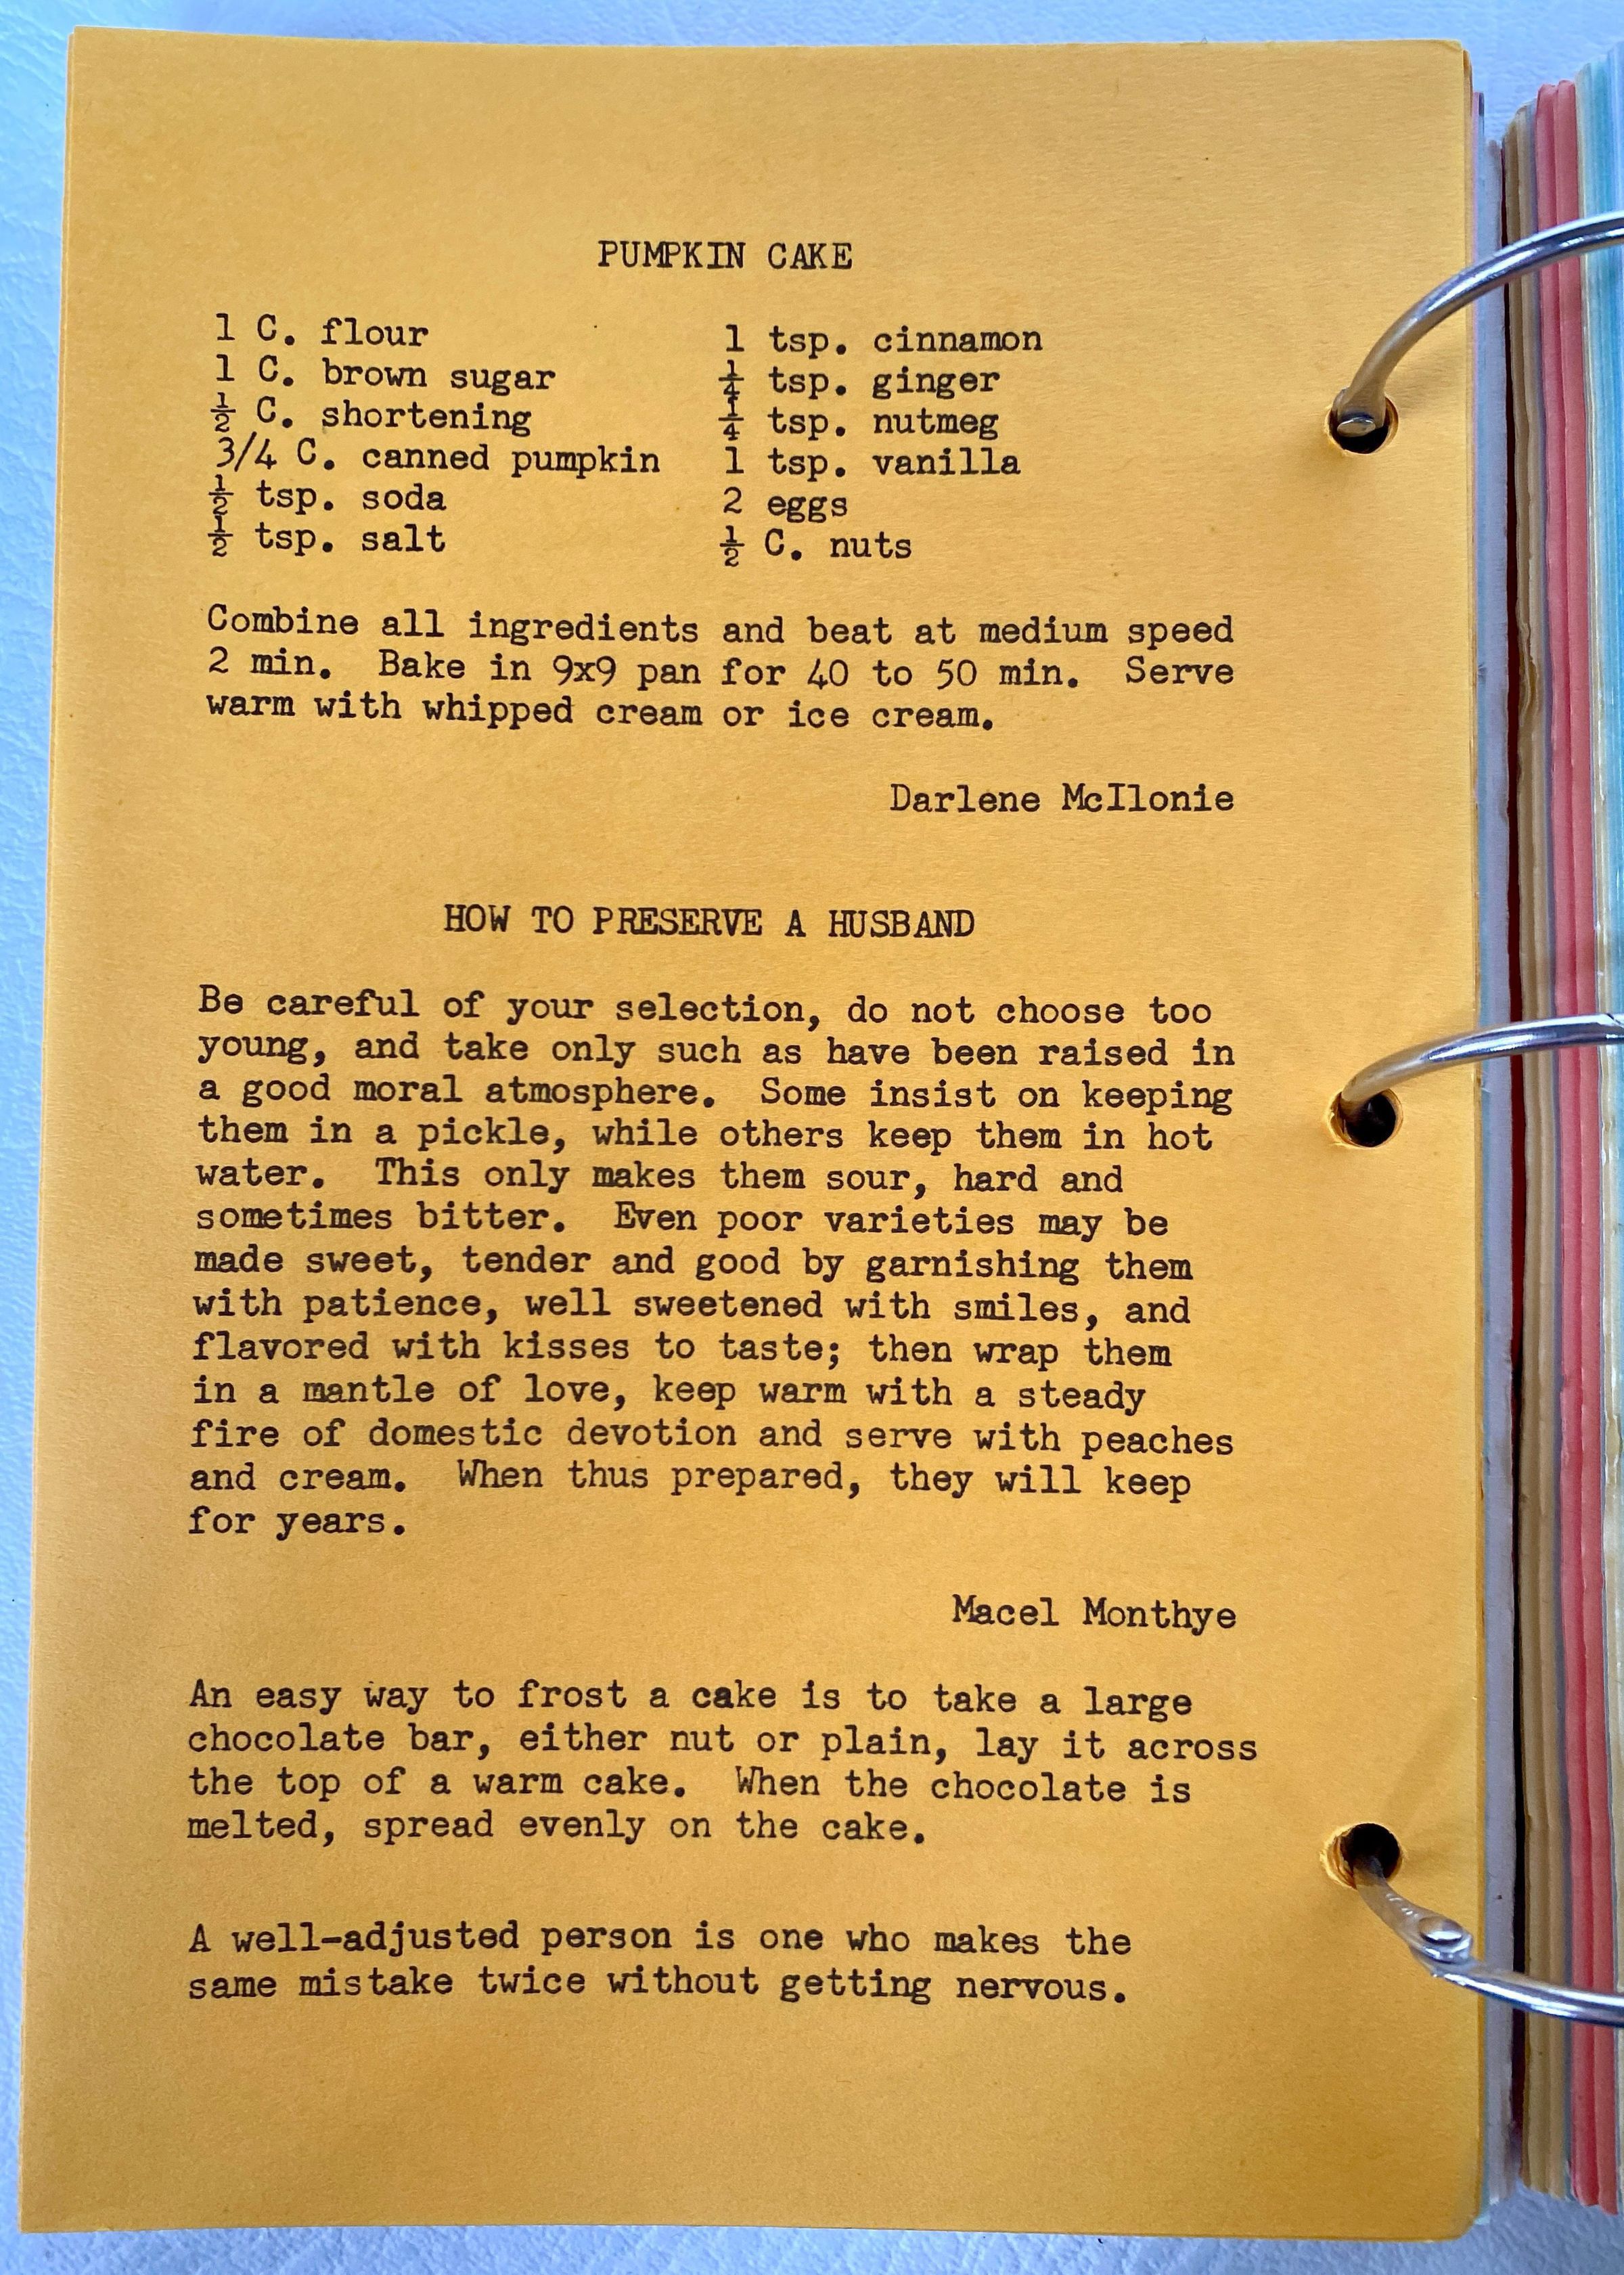 PUMPKIN CAKE
1 C. flour
1 C. brown sugar
½ C. shortening
3/4 C. canned pumpkin
½ tsp. soda
½ tsp. salt
1 tsp. cinnamon
¼ tsp. ginger
¼ tsp. nutmeg
1 tsp. vanilla
2 eggs
½ C. nuts
Combine all ingredients and beat at medium speed
2 min. Bake in 9x9 pan for 40 to 50 min. Serve
warm with whipped cream or ice cream.
Darlene McIlonie
HOW TO PRESERVE A HUSBAND
Be careful of your selection, do not choose too
young, and take only such as have been raised in
a good moral atmosphere. Some insist on keeping
them in a pickle, while others keep them in hot
water. This only makes them sour, hard and
sometimes bitter. Even poor varieties may be
made sweet, tender and good by garnishing them
with patience, well sweetened with smiles, and
flavored with kisses to taste; then wrap them
in a mantle of love, keep warm with a steady
fire of domestic devotion and serve with peaches
and cream. When thus prepared, they will keep
for years.
Macel Monthye
An easy way to frost a cake is to take a large
chocolate bar, either nut or plain, lay it across
the top of a warm cake. When the chocolate is
melted, spread evenly on the cake.
A well-adjusted person is one who makes the
same mistake twice without getting nervous.